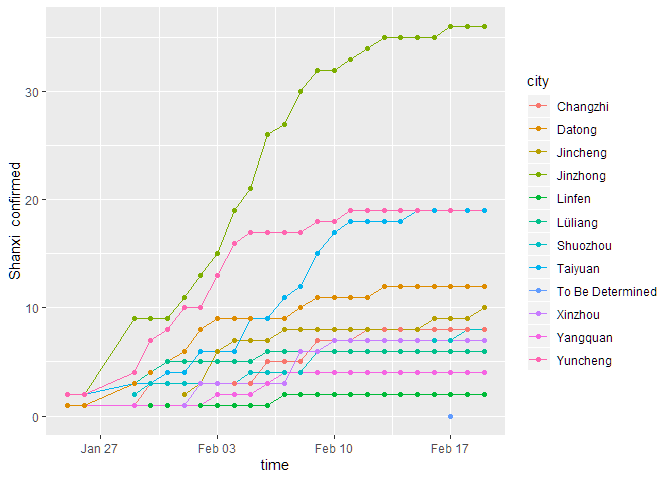 Shanxi confirmed
30
20
10
0
Jan 27
Feb 03
Feb 10
Feb 17
time
city
Changzhi
Datong
Jincheng
Jinzhong
Linfen
Lüliang
Shuozhou
Taiyuan
To Be Determined
Xinzhou
Yangquan
Yuncheng